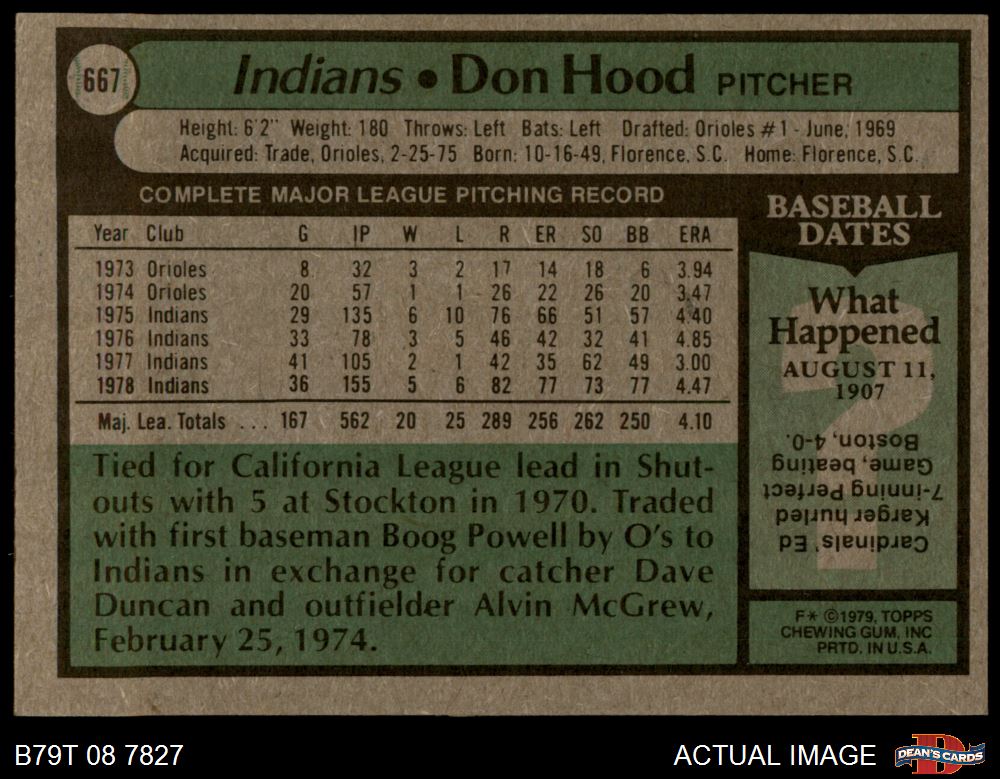 667
Indians • Don Hood PITCHER
Height: 6'2" Weight: 180 Throws: Left Bats: Left Drafted: Orioles #1 - June, 1969
Acquired: Trade, Orioles, 2-25-75 Born: 10-16-49, Florence, S.C. Home: Florence, S.C.
COMPLETE MAJOR LEAGUE PITCHING RECORD
Year Club G IP W L R ER SO BB ERA
1973 Orioles 8 32 3 2 17 14 18 6 3.94
1974 Orioles 20 57 1 1 26 22 26 20 3.47
1975 Indians 29 135 6 10 76 66 51 57 4.40
1976 Indians 33 78 3 5 46 42 32 41 4.85
1977 Indians 41 105 2 1 42 35 62 49 3.00
1978 Indians 36 155 5 6 82 77 73 77 4.47
Maj. Lea. Totals ... 167 562 20 25 289 256 262 250 4.10
Tied for California League lead in Shut-
outs with 5 at Stockton in 1970. Traded
with first baseman Boog Powell by O's to
Indians in exchange for catcher Dave
Duncan and outfielder Alvin McGrew,
February 25, 1974.
BASEBALL
DATES
What
Happened
AUGUST 11,
1907
Cardinals' Ed
Karger hurled
7-inning Perfect
Game, beating
Boston, 4-0.
F* ©1979, TOPPS
CHEWING GUM, INC
PRTD. IN U.S.A.
B79T 08 7827
ACTUAL IMAGE
DEAN'S CARDS